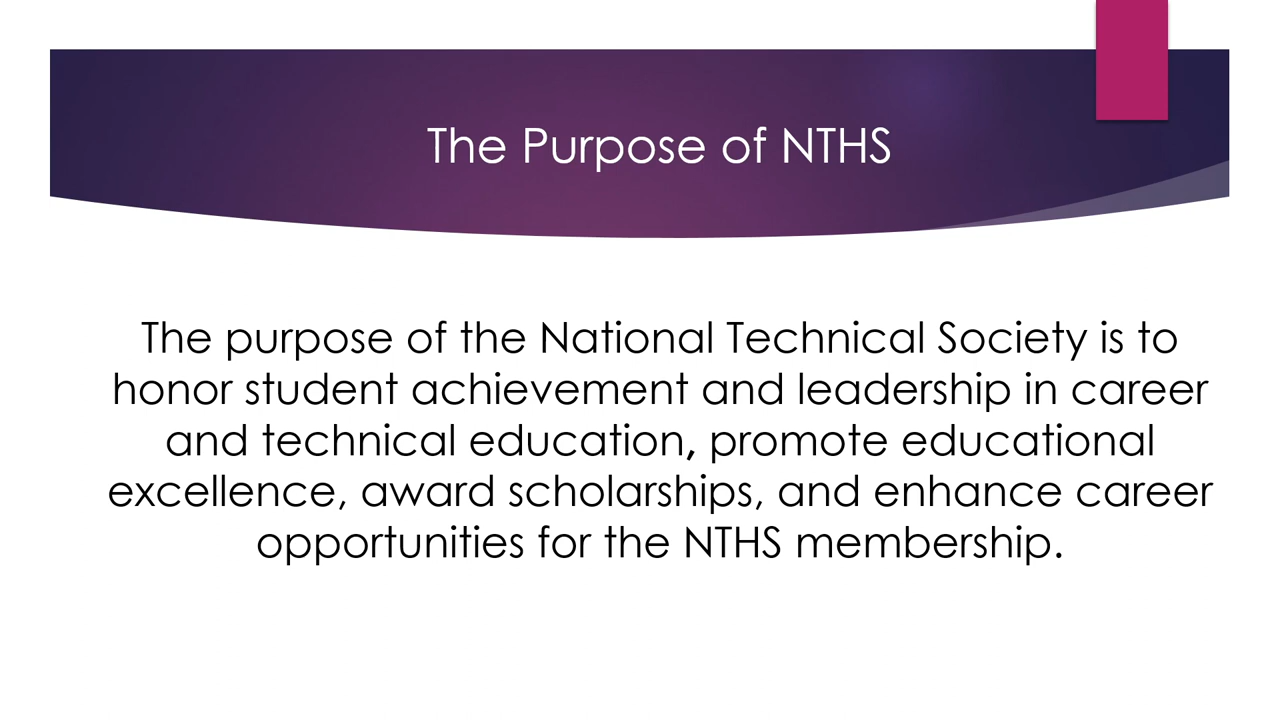 The Purpose of NTHS
The purpose of the National Technical Society is to
honor student achievement and leadership in career
and technical education, promote educational
excellence, award scholarships, and enhance career
opportunities for the NTHS membership.